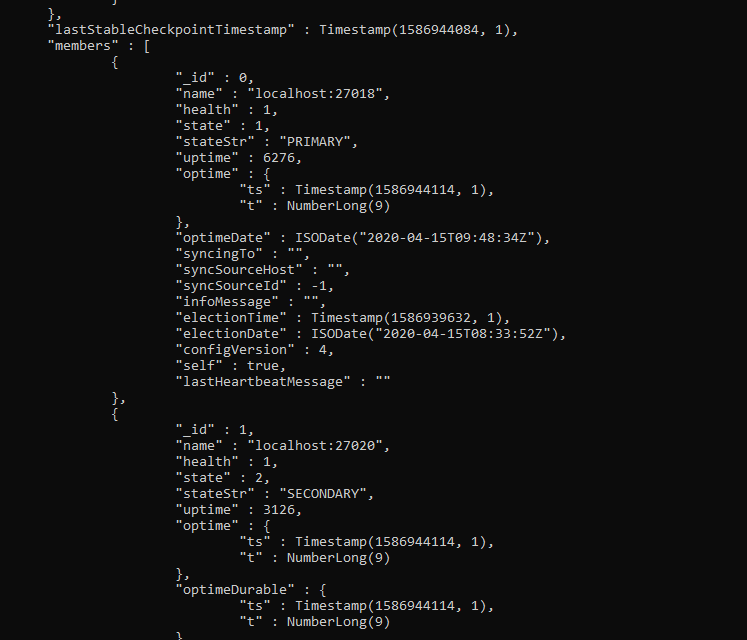 }
},
"lastStableCheckpointTimestamp" : Timestamp(1586944084, 1),
"members" : [
{
"_id" : 0,
"name" : "localhost:27018",
"health" : 1,
"state" : 1,
"stateStr" : "PRIMARY",
"uptime" : 6276,
"optime" : {
"ts" : Timestamp(1586944114, 1),
"t" : NumberLong(9)
},
"optimeDate" : ISODate("2020-04-15T09:48:34Z"),
"syncingTo" : "",
"syncSourceHost" : "",
"syncSourceId" : -1,
"infoMessage" : "",
"electionTime" : Timestamp(1586939632, 1),
"electionDate" : ISODate("2020-04-15T08:33:52Z"),
"configVersion" : 4,
"self" : true,
"lastHeartbeatMessage" : ""
},
{
"_id" : 1,
"name" : "localhost:27020",
"health" : 1,
"state" : 2,
"stateStr" : "SECONDARY",
"uptime" : 3126,
"optime" : {
"ts" : Timestamp(1586944114, 1),
"t" : NumberLong(9)
},
"optimeDurable" : {
"ts" : Timestamp(1586944114, 1),
"t" : NumberLong(9)
}